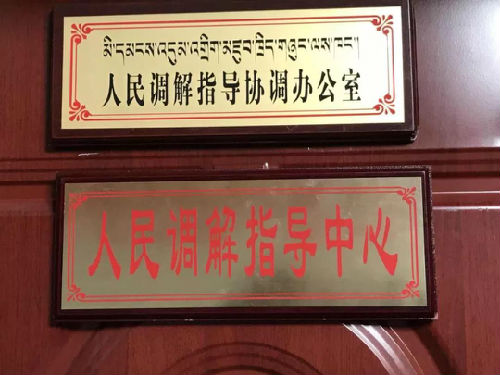 མི་དམངས་འདུམ་འགྲིག་མཛུབ་ཁྲིད་གཞུང་ལས་ཁང་།
人民调解指导协调办公室
人民调解指导中心